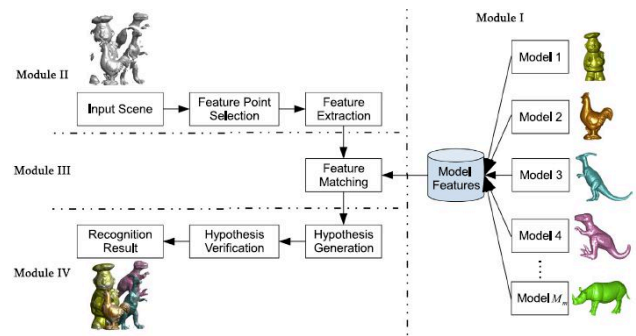 Module I
Module II
Input Scene
Feature Point
Selection
Feature
Extraction
Module III
Feature
Matching
Model
Features
Model 1
Model 2
Model 3
Model 4
Model Mm
Recognition
Result
Hypothesis
Verification
Hypothesis
Generation
Module IV